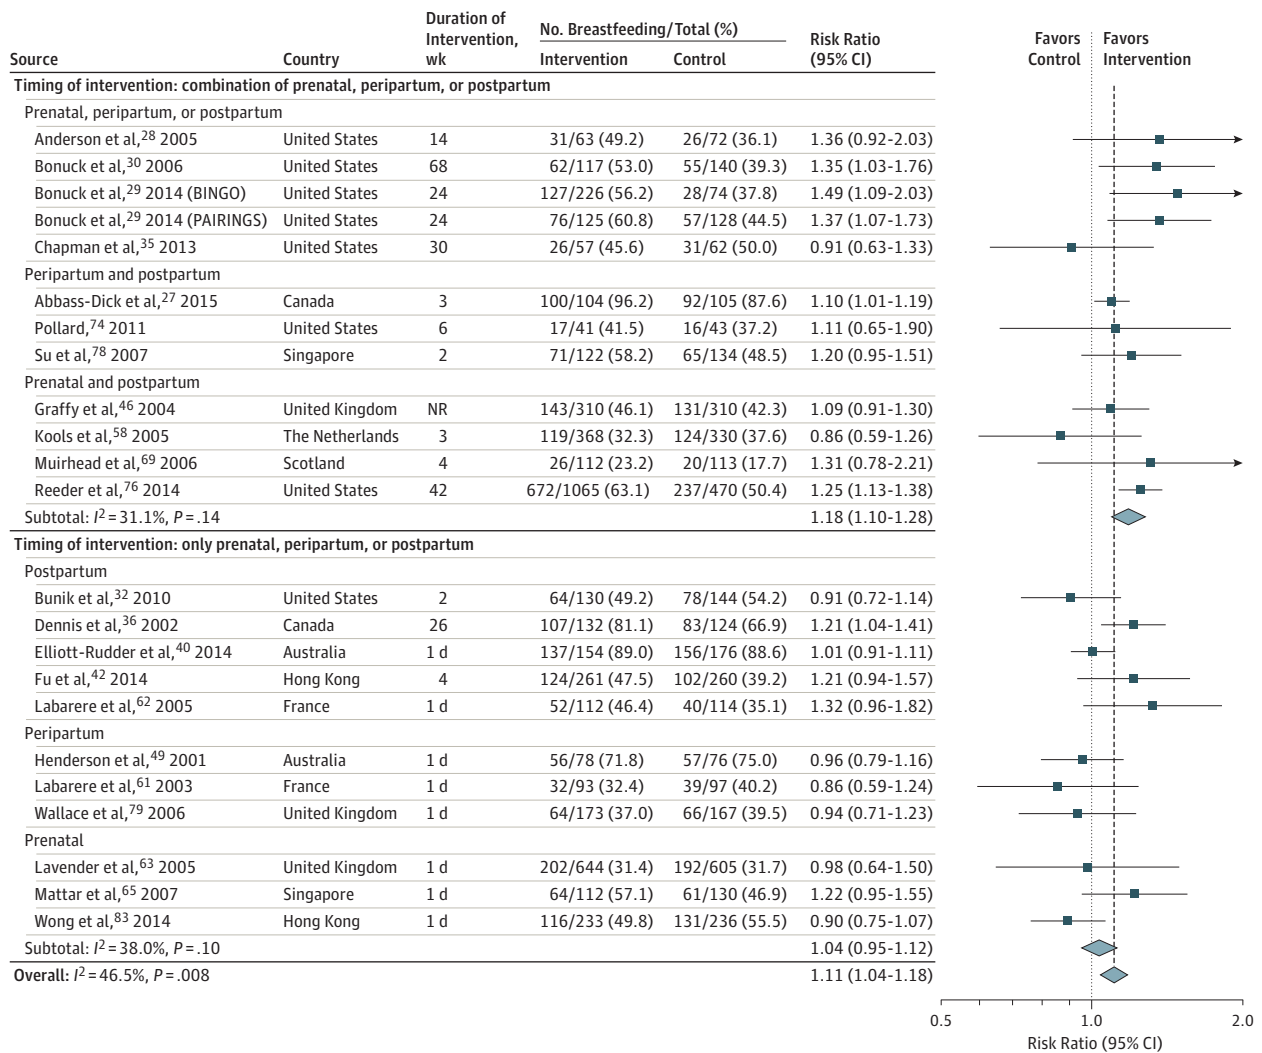 Source Country Duration of Intervention, wk No. Breastfeeding/Total (%) Intervention Control Risk Ratio (95% CI) Favors Control Favors Intervention
Timing of intervention: combination of prenatal, peripartum, or postpartum
Prenatal, peripartum, or postpartum
Anderson et al,28 2005 United States 14 31/63 (49.2) 26/72 (36.1) 1.36 (0.92-2.03)
Bonuck et al,30 2006 United States 68 62/117 (53.0) 55/140 (39.3) 1.35 (1.03-1.76)
Bonuck et al,29 2014 (BINGO) United States 24 127/226 (56.2) 28/74 (37.8) 1.49 (1.09-2.03)
Bonuck et al,29 2014 (PAIRINGS) United States 24 76/125 (60.8) 57/128 (44.5) 1.37 (1.07-1.73)
Chapman et al,35 2013 United States 30 26/57 (45.6) 31/62 (50.0) 0.91 (0.63-1.33)
Peripartum and postpartum
Abbass-Dick et al,27 2015 Canada 3 100/104 (96.2) 92/105 (87.6) 1.10 (1.01-1.19)
Pollard,74 2011 United States 6 17/41 (41.5) 16/43 (37.2) 1.11 (0.65-1.90)
Su et al,78 2007 Singapore 2 71/122 (58.2) 65/134 (48.5) 1.20 (0.95-1.51)
Prenatal and postpartum
Graffy et al,46 2004 United Kingdom NR 143/310 (46.1) 131/310 (42.3) 1.09 (0.91-1.30)
Kools et al,58 2005 The Netherlands 3 119/368 (32.3) 124/330 (37.6) 0.86 (0.59-1.26)
Muirhead et al,69 2006 Scotland 4 26/112 (23.2) 20/113 (17.7) 1.31 (0.78-2.21)
Reeder et al,76 2014 United States 42 672/1065 (63.1) 237/470 (50.4) 1.25 (1.13-1.38)
Subtotal: I2 = 31.1%, P = .14 1.18 (1.10-1.28)
Timing of intervention: only prenatal, peripartum, or postpartum
Postpartum
Bunik et al,32 2010 United States 2 64/130 (49.2) 78/144 (54.2) 0.91 (0.72-1.14)
Dennis et al,36 2002 Canada 26 107/132 (81.1) 83/124 (66.9) 1.21 (1.04-1.41)
Elliott-Rudder et al,40 2014 Australia 1 d 137/154 (89.0) 156/176 (88.6) 1.01 (0.91-1.11)
Fu et al,42 2014 Hong Kong 4 124/261 (47.5) 102/260 (39.2) 1.21 (0.94-1.57)
Labarere et al,62 2005 France 1 d 52/112 (46.4) 40/114 (35.1) 1.32 (0.96-1.82)
Peripartum
Henderson et al,49 2001 Australia 1 d 56/78 (71.8) 57/76 (75.0) 0.96 (0.79-1.16)
Labarere et al,61 2003 France 1 d 32/93 (32.4) 39/97 (40.2) 0.86 (0.59-1.24)
Wallace et al,79 2006 United Kingdom 1 d 64/173 (37.0) 66/167 (39.5) 0.94 (0.71-1.23)
Prenatal
Lavender et al,63 2005 United Kingdom 1 d 202/644 (31.4) 192/605 (31.7) 0.98 (0.64-1.50)
Mattar et al,65 2007 Singapore 1 d 64/112 (57.1) 61/130 (46.9) 1.22 (0.95-1.55)
Wong et al,83 2014 Hong Kong 1 d 116/233 (49.8) 131/236 (55.5) 0.90 (0.75-1.07)
Subtotal: I2 = 38.0%, P = .10 1.04 (0.95-1.12)
Overall: I2 = 46.5%, P = .008 1.11 (1.04-1.18)
0.5 1.0 2.0
Risk Ratio (95% CI)